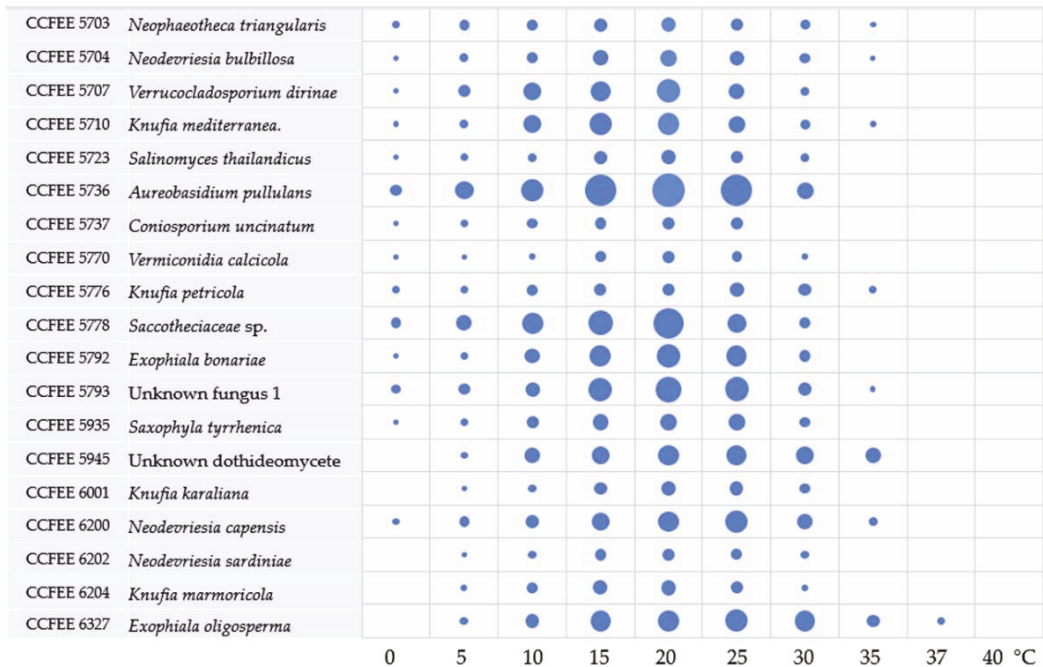 CCFEE 5703 Neophaeotheca triangularis
CCFEE 5704 Neodevriesia bulbillosa
CCFEE 5707 Verrucocladosporium dirinae
CCFEE 5710 Knufia mediterranea.
CCFEE 5723 Salinomyces thailandicus
CCFEE 5736 Aureobasidium pullulans
CCFEE 5737 Coniosporium uncinatum
CCFEE 5770 Vermiconidia calcicola
CCFEE 5776 Knufia petricola
CCFEE 5778 Saccotheciaceae sp.
CCFEE 5792 Exophiala bonariae
CCFEE 5793 Unknown fungus 1
CCFEE 5935 Saxophyla tyrrhenica
CCFEE 5945 Unknown dothideomycete
CCFEE 6001 Knufia karaliana
CCFEE 6200 Neodevriesia capensis
CCFEE 6202 Neodevriesia sardiniae
CCFEE 6204 Knufia marmoricola
CCFEE 6327 Exophiala oligosperma
0 5 10 15 20 25 30 35 37 40 °C